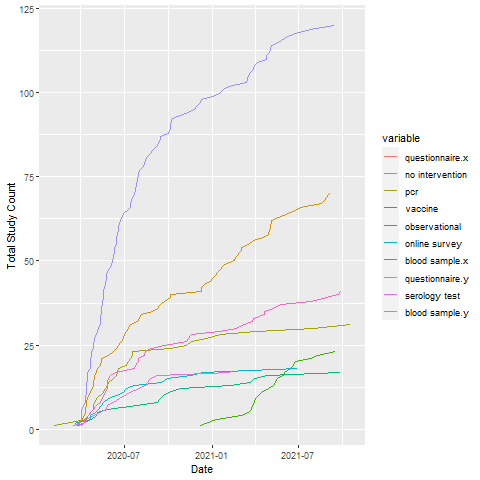 125
100
75
50
25
0
Total Study Count
2020-07
2021-01
2021-07
Date
variable
questionnaire.x
no intervention
pcr
vaccine
observational
online survey
blood sample.x
questionnaire.y
serology test
blood sample.y